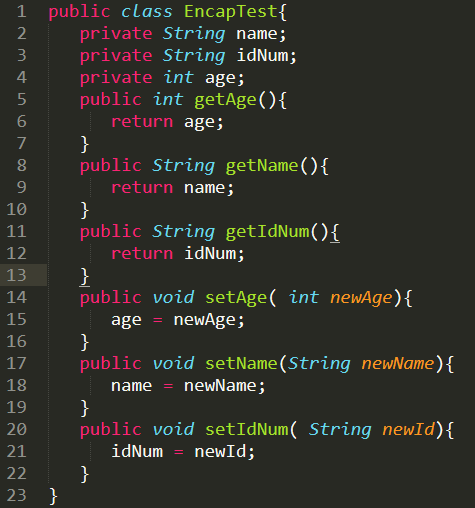 1 public class EncapTest{
2    private String name;
3    private String idNum;
4    private int age;
5    public int getAge(){
6       return age;
7    }
8    public String getName(){
9       return name;
10    }
11    public String getIdNum(){
12       return idNum;
13    }
14    public void setAge( int newAge){
15       age = newAge;
16    }
17    public void setName(String newName){
18       name = newName;
19    }
20    public void setIdNum( String newId){
21       idNum = newId;
22    }
23 }